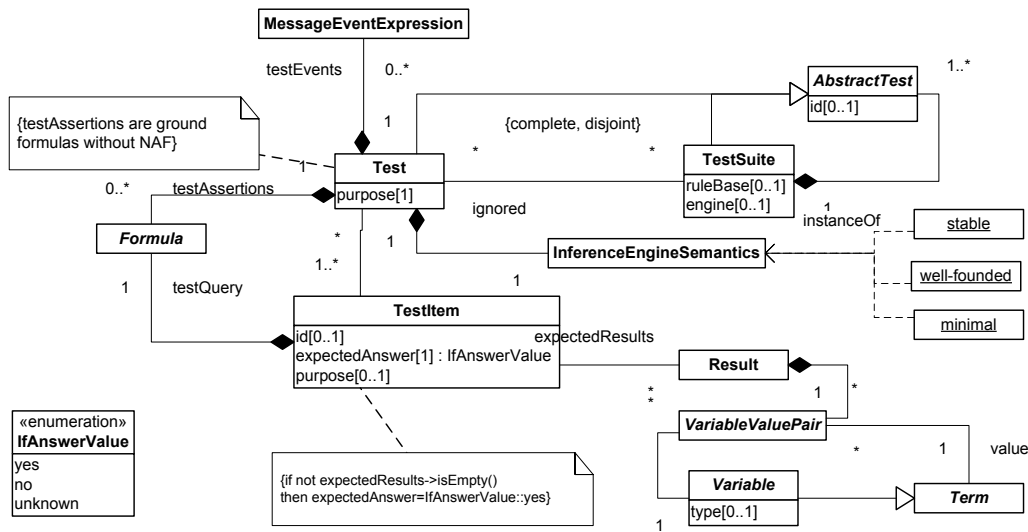 MessageEventExpression
testEvents
0..*
1..*
AbstractTest
id[0..1]
{testAssertions are ground
formulas without NAF}
1
{complete, disjoint}
1
Test
purpose[1]
*
*
TestSuite
ruleBase[0..1]
engine[0..1]
0..*
testAssertions
ignored
1
instanceOf
stable
Formula
*
1
InferenceEngineSemantics
1..*
well-founded
1
testQuery
1
TestItem
id[0..1]
expectedAnswer[1] : IfAnswerValue
purpose[0..1]
expectedResults
minimal
Result
*
*
1
*
«enumeration»
IfAnswerValue
yes
no
unknown
VariableValuePair
*
1
value
{if not expectedResults->isEmpty()
then expectedAnswer=IfAnswerValue::yes}
Variable
type[0..1]
Term
1